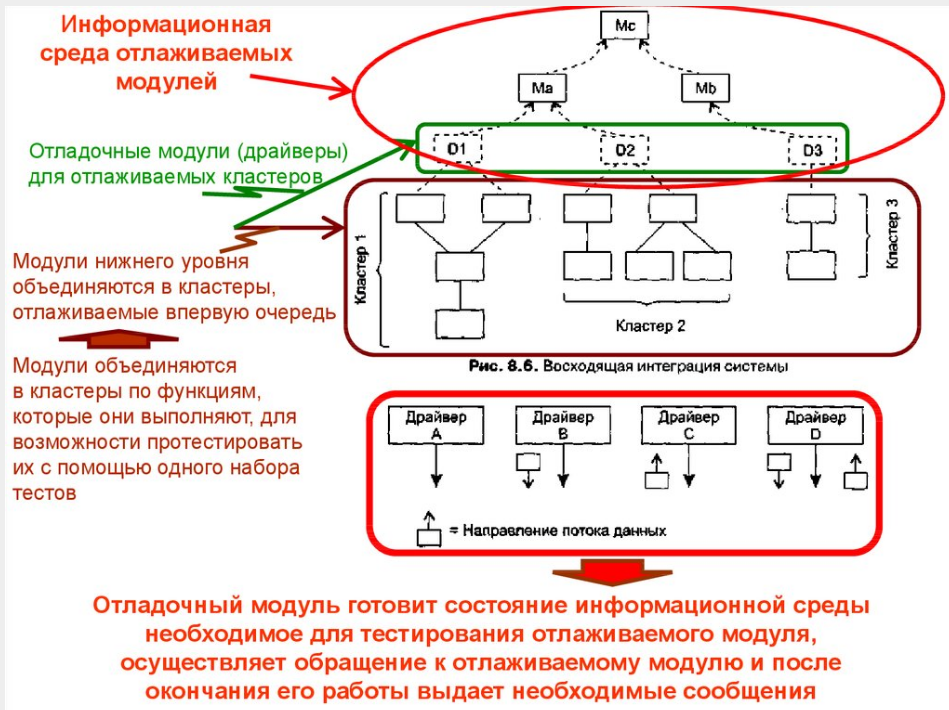 Информационная
среда отлаживаемых
модулей
Mc
Ma
Mb
Отладочные модули (драйверы)
для отлаживаемых кластеров
D1
D2
D3
Кластер 1
Кластер 3
Модули нижнего уровня
объединяются в кластеры,
отлаживаемые впервую очередь
Кластер 2
Рис. 8.6. Восходящая интеграция системы
Модули объединяются
в кластеры по функциям,
которые они выполняют, для
возможности протестировать
их с помощью одного набора
тестов
Драйвер A
Драйвер B
Драйвер C
Драйвер D
= Направление потока данных
Отладочный модуль готовит состояние информационной среды
необходимое для тестирования отлаживаемого модуля,
осуществляет обращение к отлаживаемому модулю и после
окончания его работы выдает необходимые сообщения